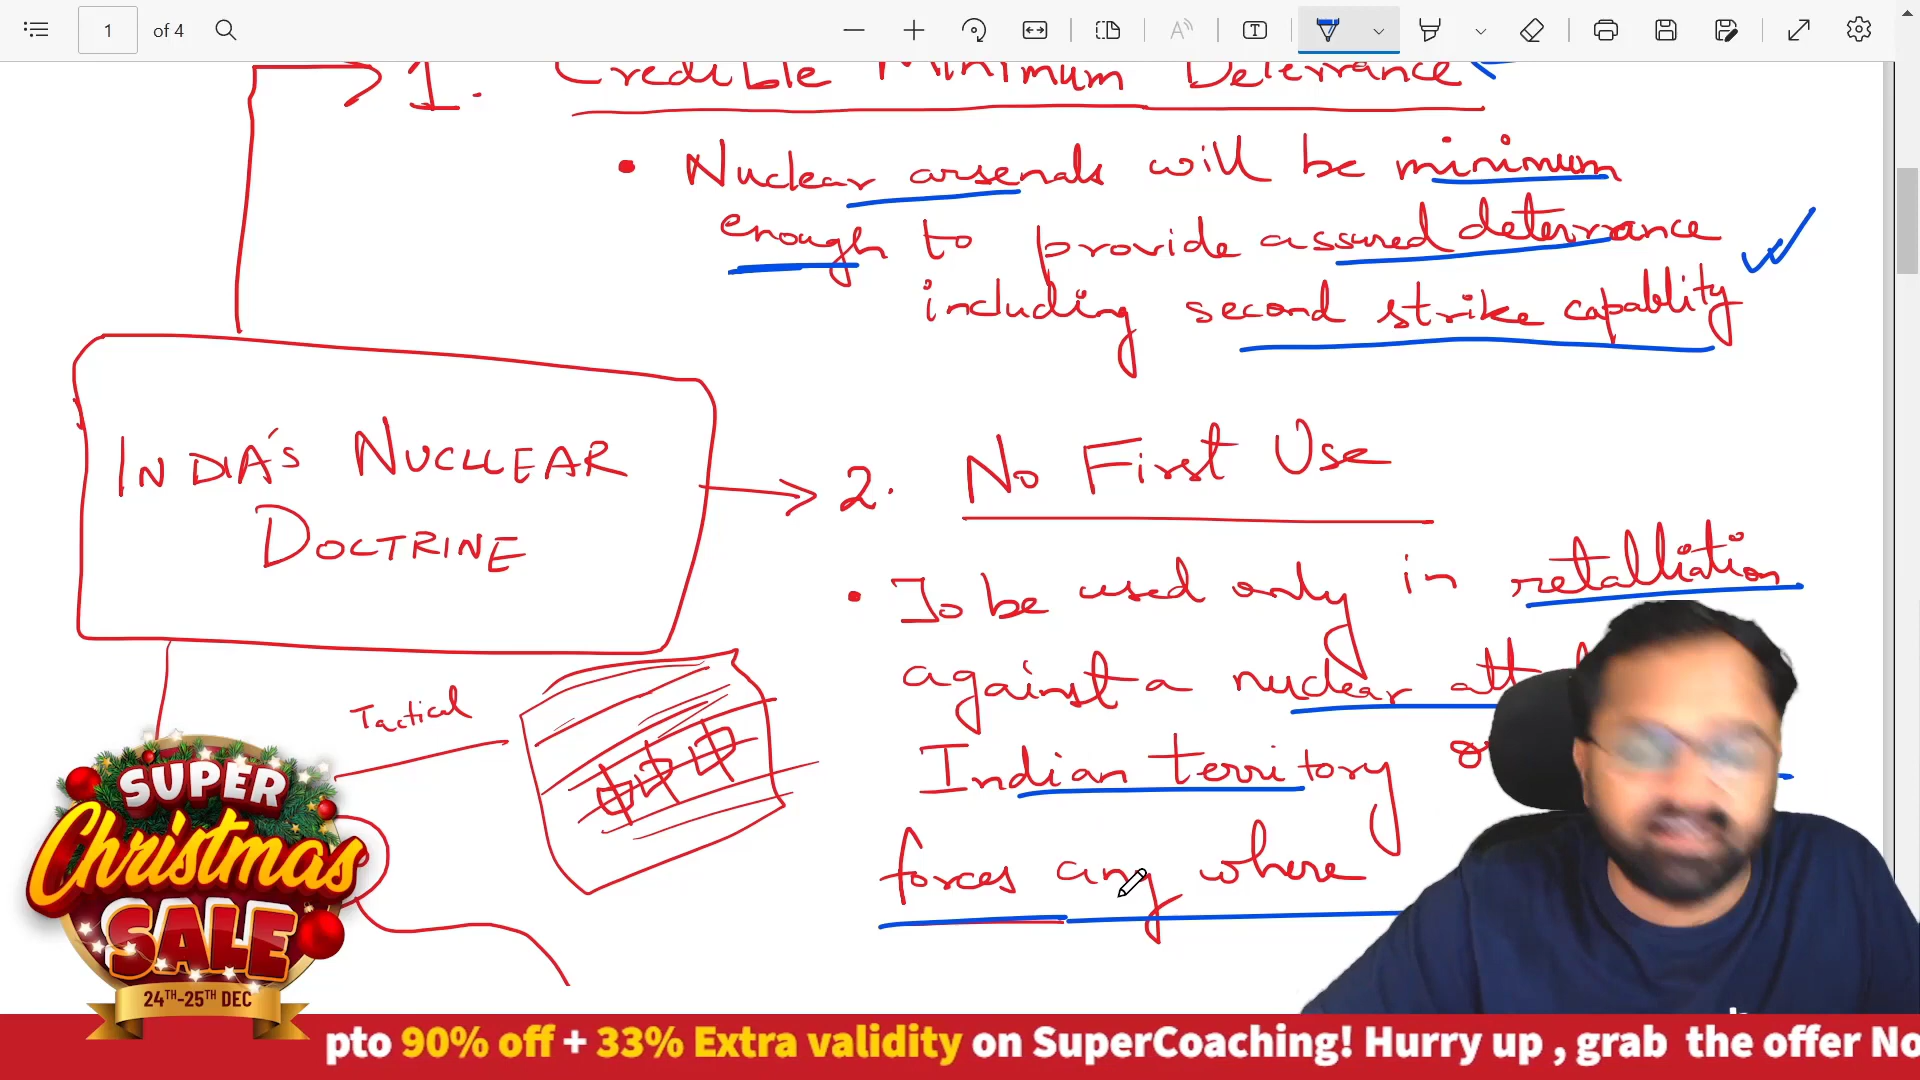 1 of 4
1. Credible Minimum Deterrance
• Nuclear arsenals will be minimum
enough to provide assured deterrance
including second strike capablity
INDIA'S NUCLEAR
DOCTRINE
2. No First Use
• To be used only in retalliation
against a nuclear att
Indian territory
forces any where
Tactical
SUPER
Christmas
SALE
24TH-25TH DEC
pto 90% off + 33% Extra validity on SuperCoaching! Hurry up , grab the offer No